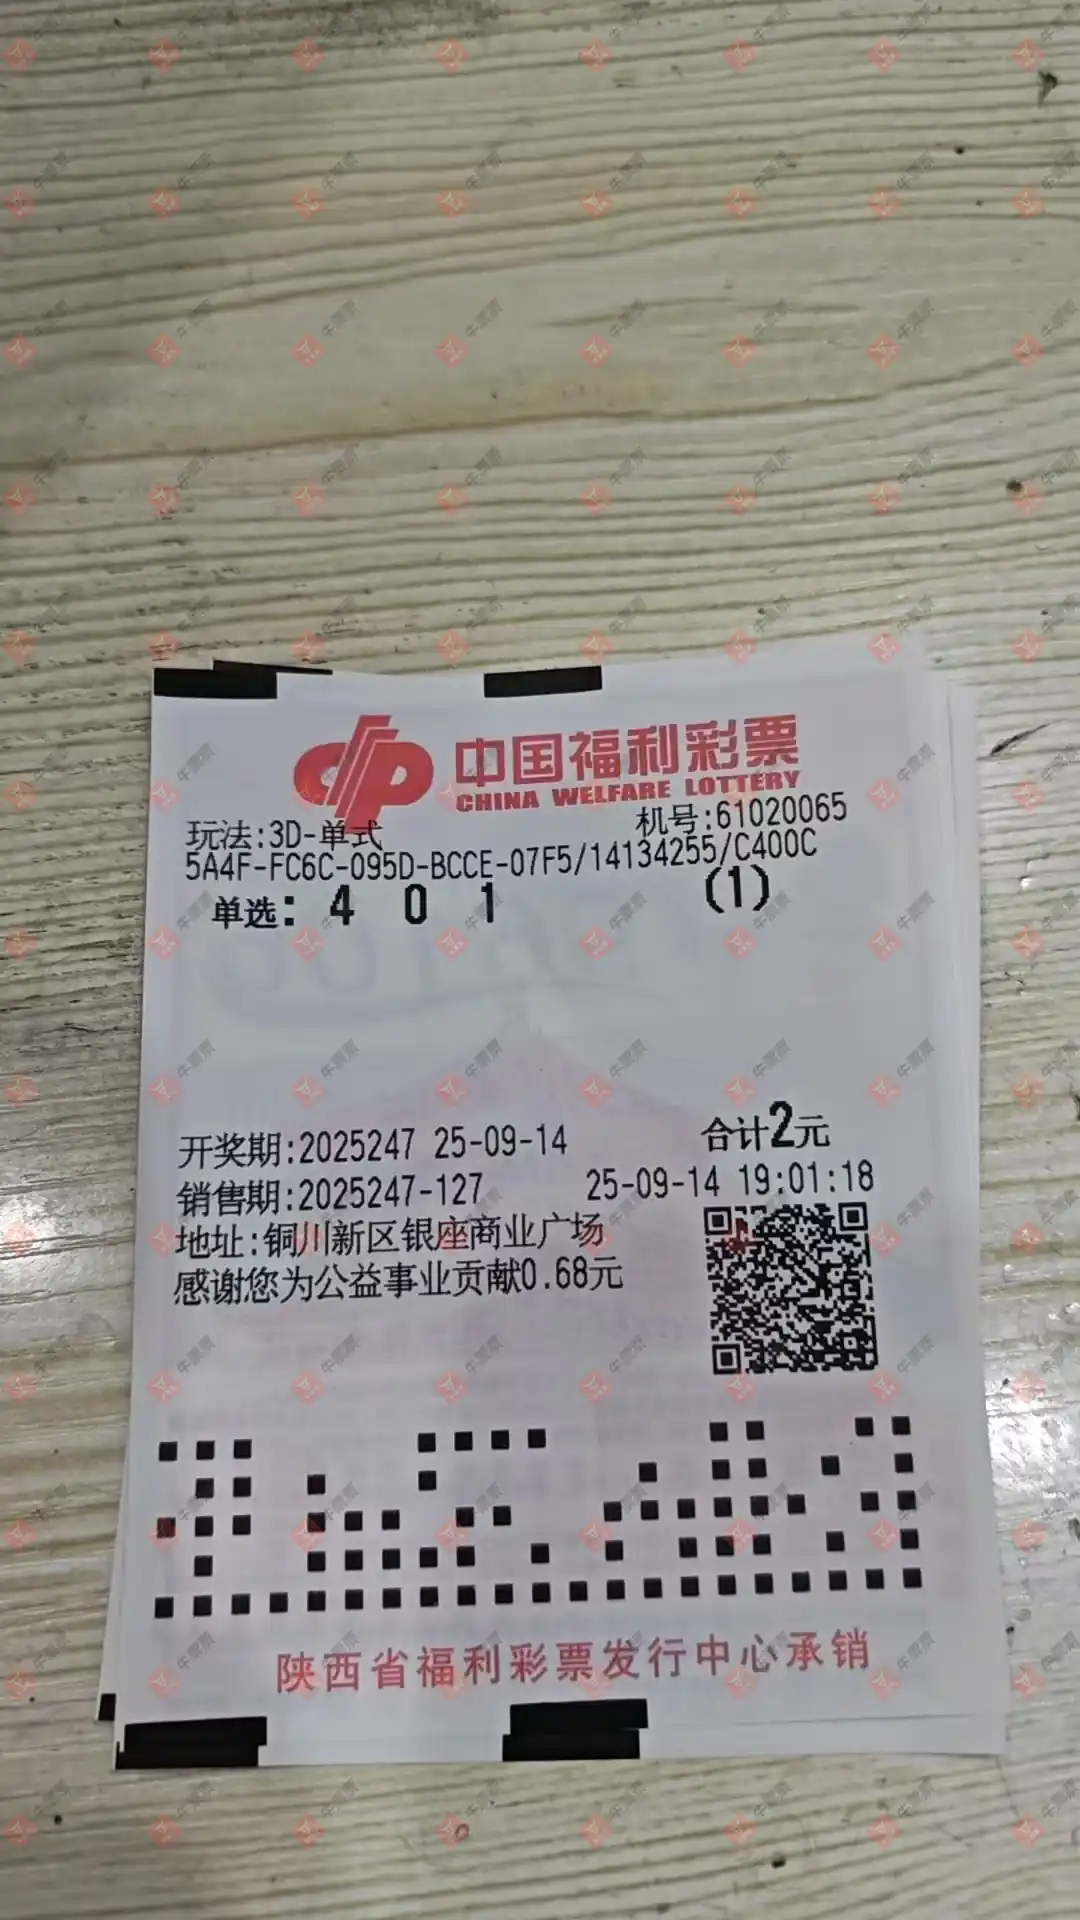 中国福利彩票
CHINA WELFARE LOTTERY
玩法:3D-单式 机号:61020065
5A4F-FC6C-095D-BCCE-07F5/14134255/C400C
单选: 4 0 1 (1)
开奖期:2025247 25-09-14 合计2元
销售期:2025247-127 25-09-14 19:01:18
地址:铜川新区银座商业广场
感谢您为公益事业贡献0.68元
陕西省福利彩票发行中心承销
牛票票